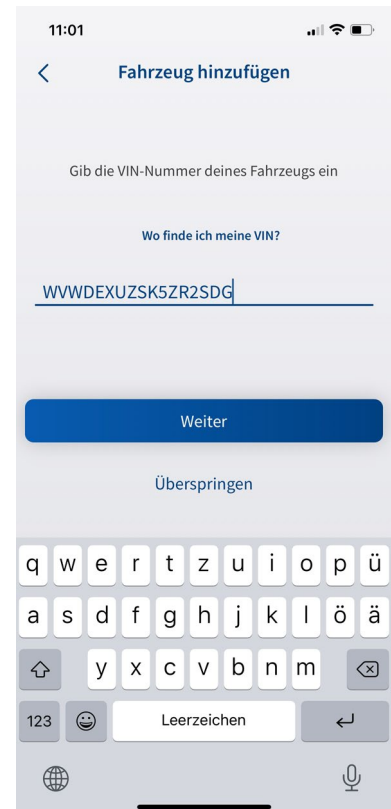 11:01
Fahrzeug hinzufügen
Gib die VIN-Nummer deines Fahrzeugs ein
Wo finde ich meine VIN?
WVWDEXUZSK5ZR2SDG
Weiter
Überspringen
q w e r t z u i o p ü
a s d f g h j k l ö ä
y x c v b n m
123 Leerzeichen